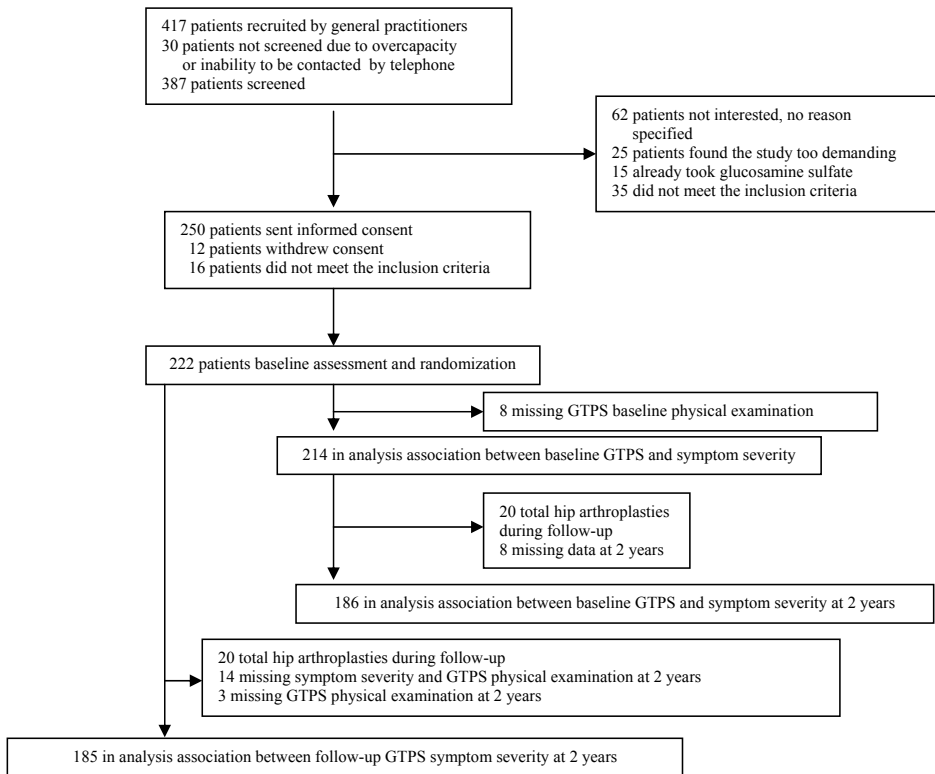 417 patients recruited by general practitioners
30 patients not screened due to overcapacity
or inability to be contacted by telephone
387 patients screened
62 patients not interested, no reason
specified
25 patients found the study too demanding
15 already took glucosamine sulfate
35 did not meet the inclusion criteria
250 patients sent informed consent
12 patients withdrew consent
16 patients did not meet the inclusion criteria
222 patients baseline assessment and randomization
8 missing GTPS baseline physical examination
214 in analysis association between baseline GTPS and symptom severity
20 total hip arthroplasties
during follow-up
8 missing data at 2 years
186 in analysis association between baseline GTPS and symptom severity at 2 years
20 total hip arthroplasties during follow-up
14 missing symptom severity and GTPS physical examination at 2 years
3 missing GTPS physical examination at 2 years
185 in analysis association between follow-up GTPS symptom severity at 2 years